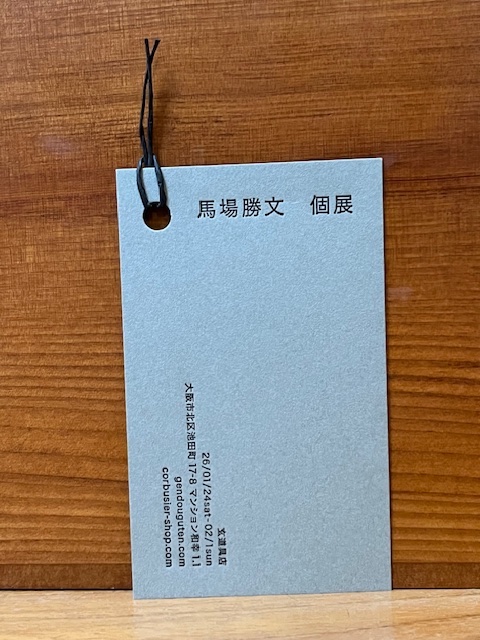 馬場勝文 個展
玄道具店
26/01/24sat-02/1sun
大阪市北区池田町 17-8 マンション和幸 1.1
gendouguten.com
corbusier-shop.com